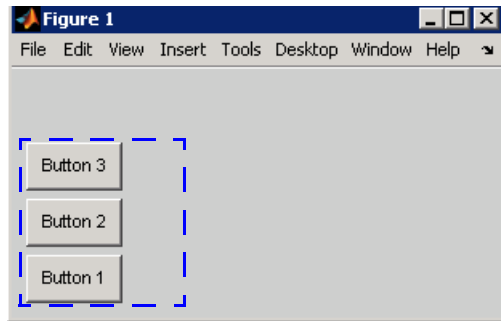 Figure 1
File Edit View Insert Tools Desktop Window Help
Button 3
Button 2
Button 1